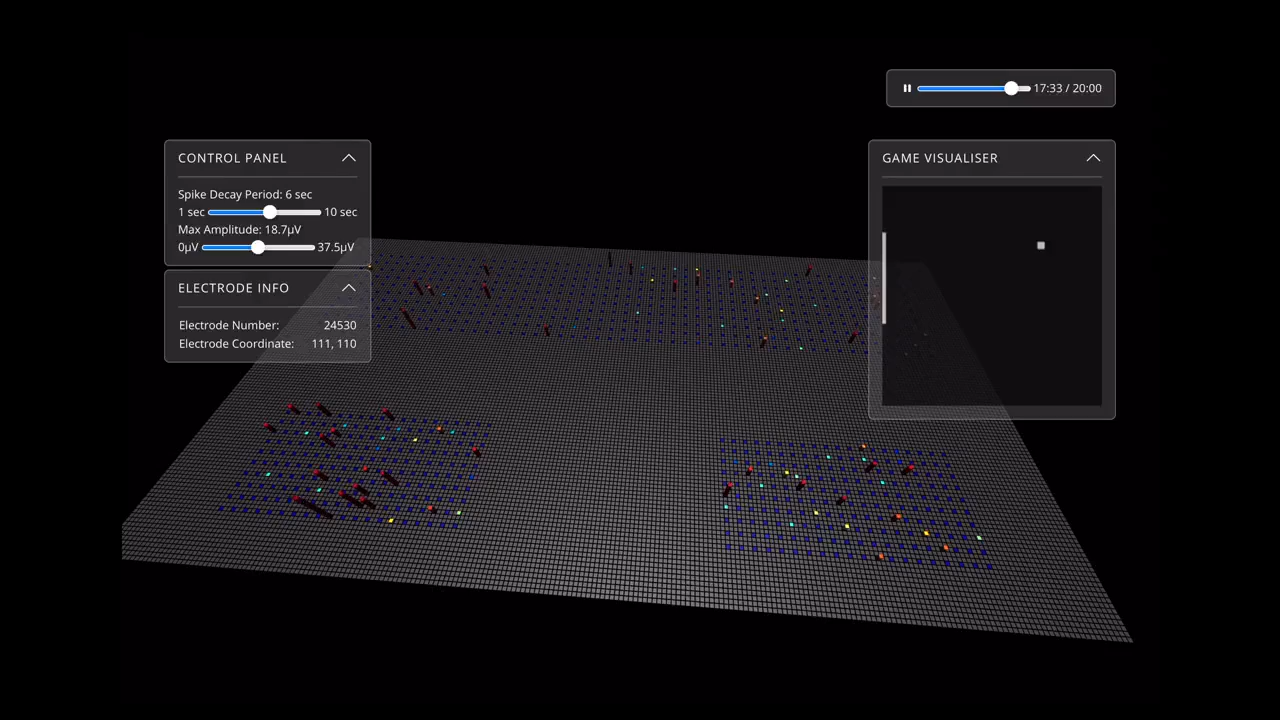 17:33 / 20:00
CONTROL PANEL
Spike Decay Period: 6 sec
1 sec 10 sec
Max Amplitude: 18.7µV
0µV 37.5µV
ELECTRODE INFO
Electrode Number: 24530
Electrode Coordinate: 111, 110
GAME VISUALISER